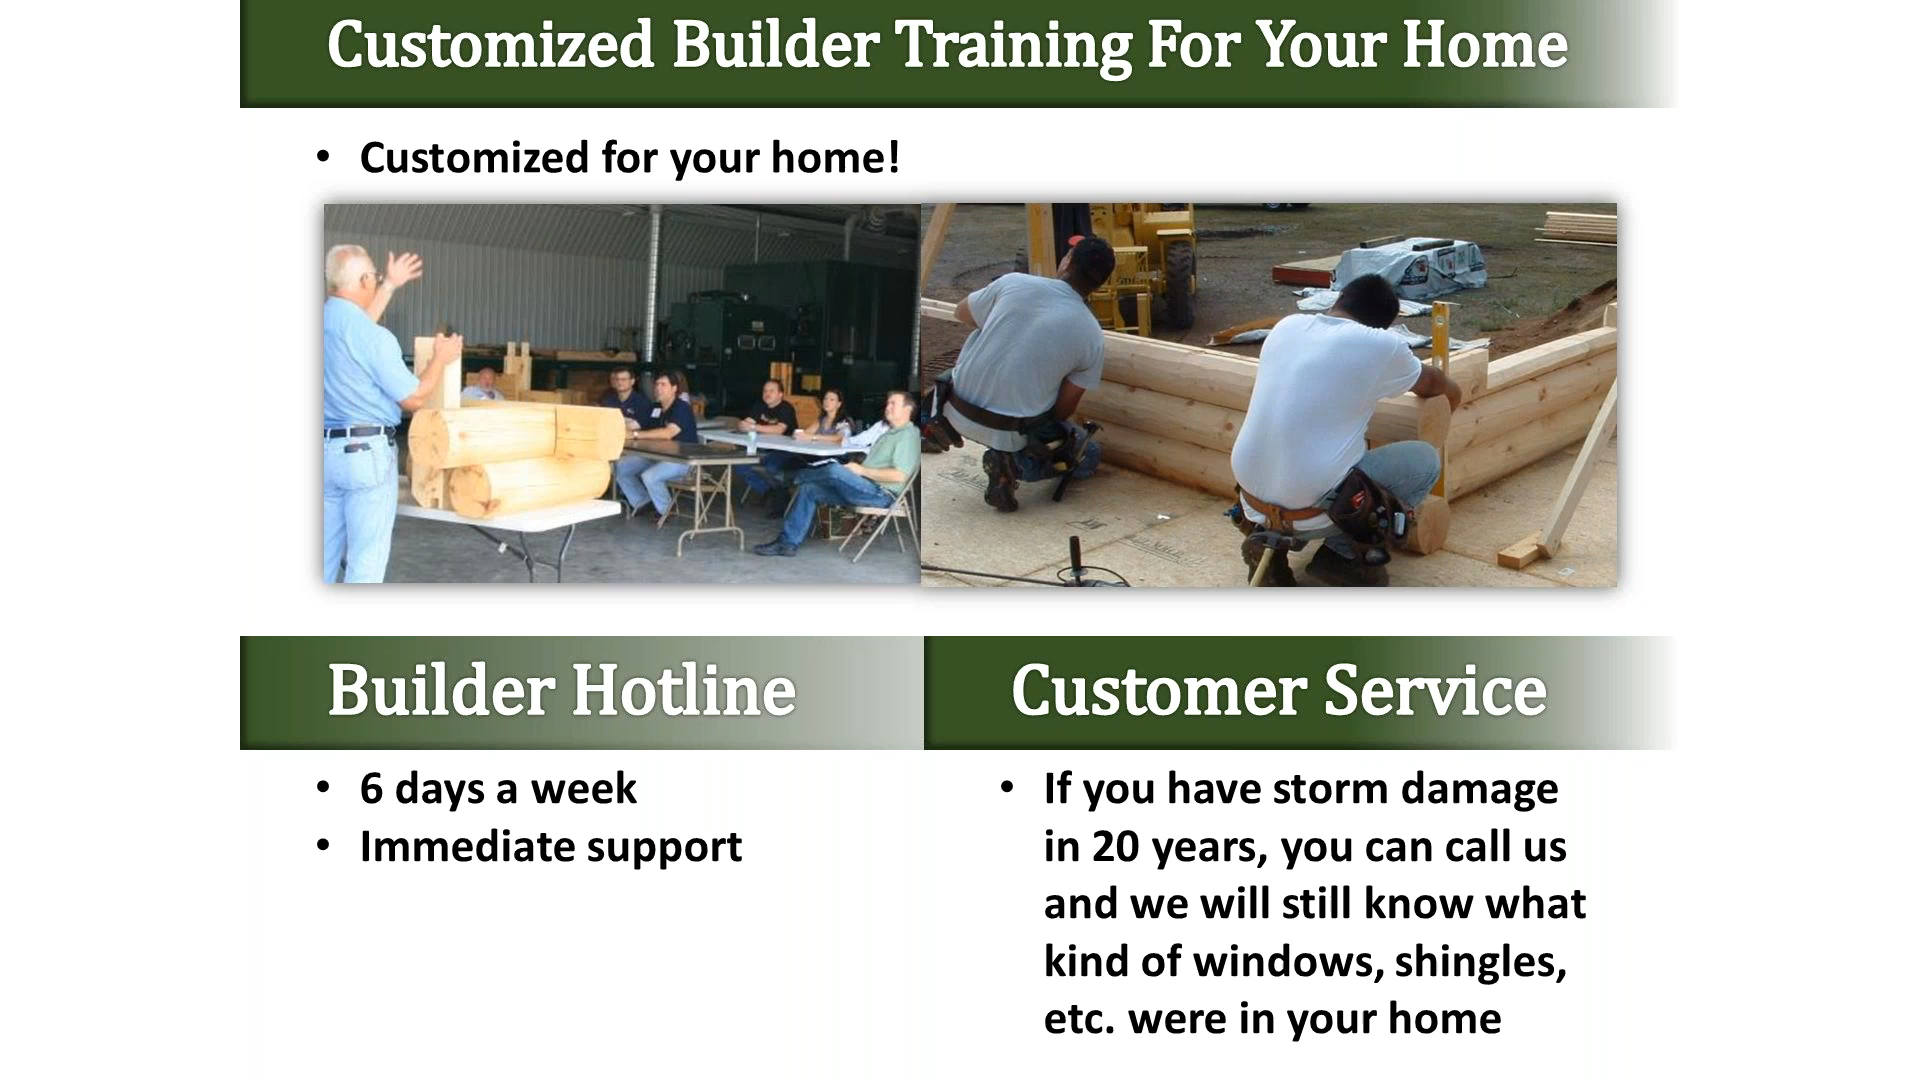 Customized Builder Training For Your Home
• Customized for your home!
Builder Hotline
• 6 days a week
• Immediate support
Customer Service
• If you have storm damage
in 20 years, you can call us
and we will still know what
kind of windows, shingles,
etc. were in your home